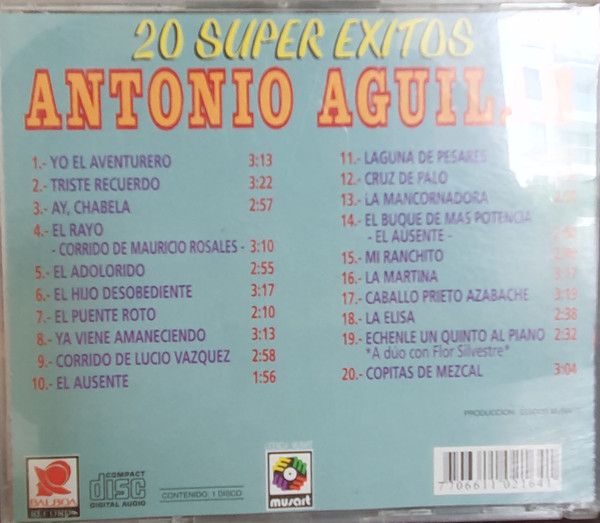 20 SUPER EXITOS
ANTONIO AGUIL
1.- YO EL AVENTURERO 3:13
2.- TRISTE RECUERDO 3:22
3.- AY, CHABELA 2:57
4.- EL RAYO
- CORRIDO DE MAURICIO ROSALES - 3:10
5.- EL ADOLORIDO 2:55
6.- EL HIJO DESOBEDIENTE 3:17
7.- EL PUENTE ROTO 2:10
8.- YA VIENE AMANECIENDO 3:13
9.- CORRIDO DE LUCIO VAZQUEZ 2:58
10.- EL AUSENTE 1:56
11.- LAGUNA DE PESARES
12.- CRUZ DE PALO
13.- LA MANCORNADORA
14.- EL BUQUE DE MAS POTENCIA
- EL AUSENTE -
15.- MI RANCHITO
16.- LA MARTINA 3:17
17.- CABALLO PRIETO AZABACHE 3:19
18.- LA ELISA 2:38
19.- ECHENLE UN QUINTO AL PIANO 2:32
*A dúo con Flor Silvestre*
20.- COPITAS DE MEZCAL 3:04
PRODUCCION:
BALBOA
RECORDS
COMPACT
disc
DIGITAL AUDIO
CONTENIDO: 1 DISCO
musart
7706611021641